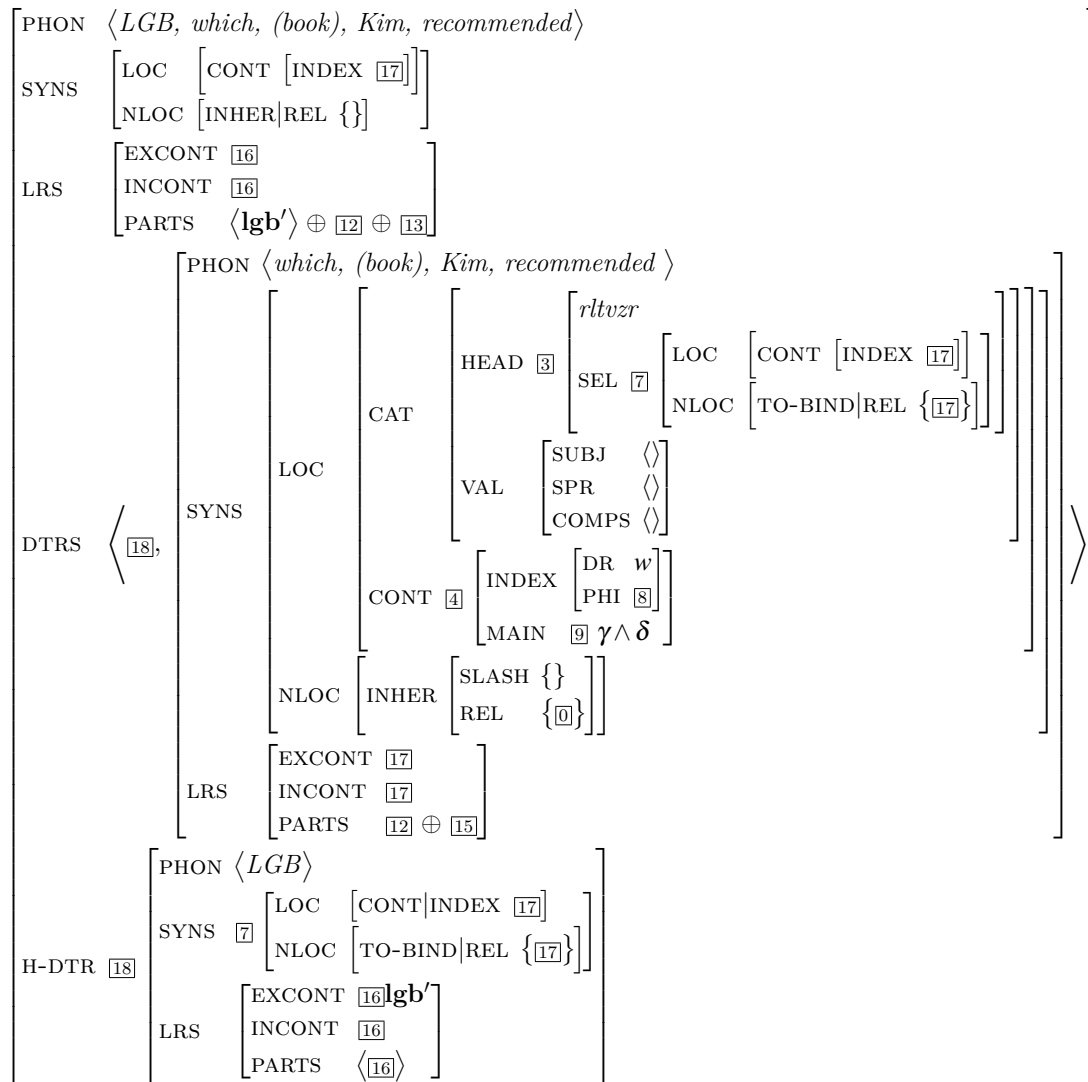 PHON ⟨LGB, which, (book), Kim, recommended⟩
SYNS [LOC [CONT [INDEX 17]]
NLOC [INHER|REL {}]]
LRS [EXCONT 16
INCONT 16
PARTS ⟨lgb′⟩ ⊕ 12 ⊕ 13]
DTRS ⟨18,
PHON ⟨which, (book), Kim, recommended ⟩
SYNS
LOC
CAT
HEAD 3
rltvzr
SEL 7 [LOC [CONT [INDEX 17]]
NLOC [TO-BIND|REL {17}]]
VAL [SUBJ ⟨⟩
SPR ⟨⟩
COMPS ⟨⟩]
CONT 4 [INDEX [DR w
PHI 8]
MAIN 9 γ∧δ]
NLOC [INHER [SLASH {}
REL {0}]]
LRS [EXCONT 17
INCONT 17
PARTS 12 ⊕ 15]
⟩
H-DTR 18
PHON ⟨LGB⟩
SYNS 7 [LOC [CONT|INDEX 17]
NLOC [TO-BIND|REL {17}]]
LRS [EXCONT 16lgb′
INCONT 16
PARTS ⟨16⟩]